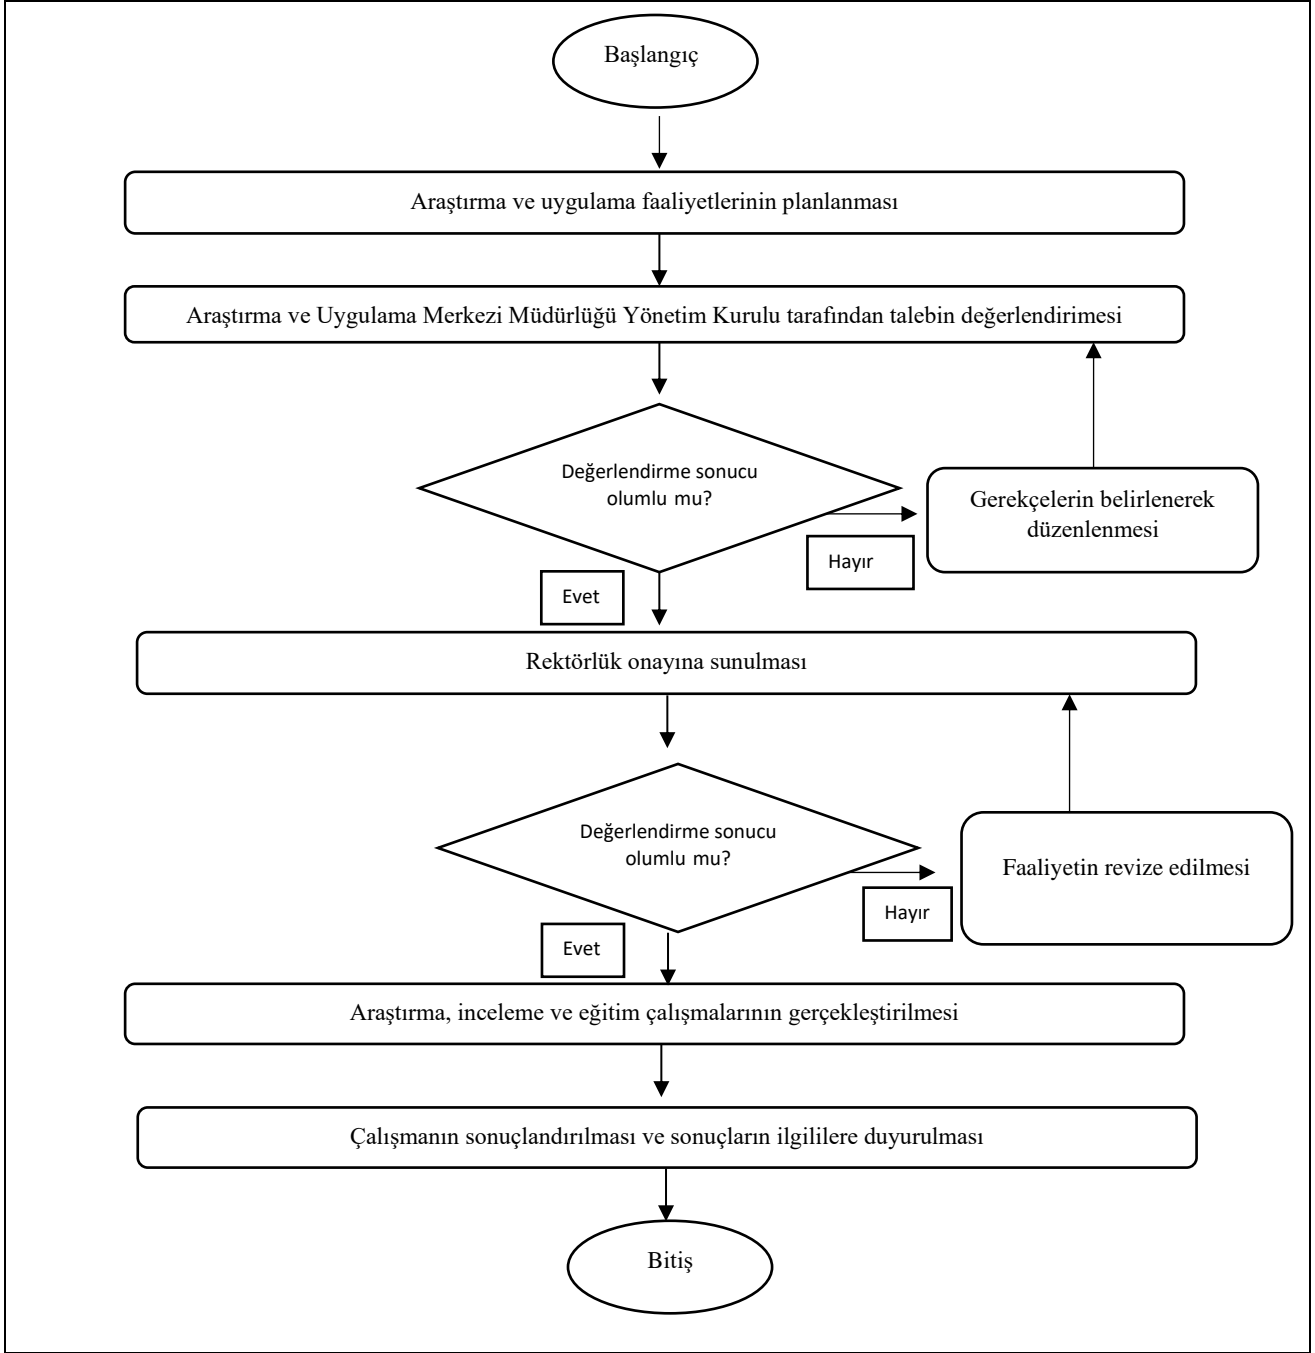 Başlangıç
Araştırma ve uygulama faaliyetlerinin planlanması
Araştırma ve Uygulama Merkezi Müdürlüğü Yönetim Kurulu tarafından talebin değerlendirimesi
Değerlendirme sonucu
olumlu mu?
Gerekçelerin belirlenerek
düzenlenmesi
Hayır
Evet
Rektörlük onayına sunulması
Değerlendirme sonucu
olumlu mu?
Faaliyetin revize edilmesi
Hayır
Evet
Araştırma, inceleme ve eğitim çalışmalarının gerçekleştirilmesi
Çalışmanın sonuçlandırılması ve sonuçların ilgililere duyurulması
Bitiş